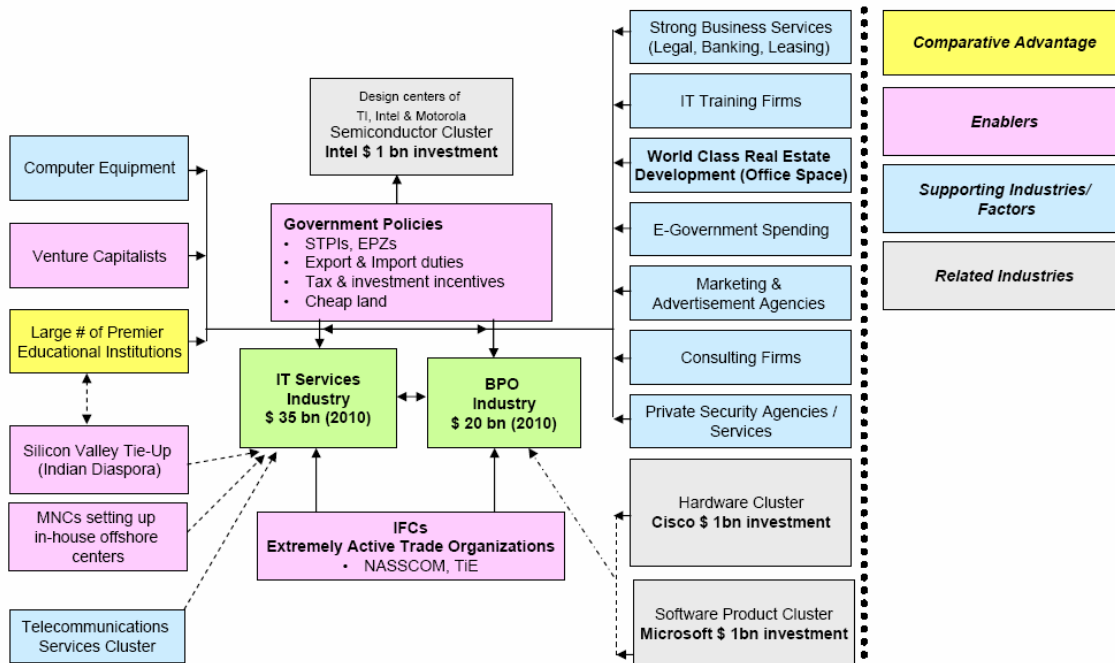 Design centers of
TI, Intel & Motorola
Semiconductor Cluster
Intel $ 1 bn investment
Computer Equipment
Venture Capitalists
Large # of Premier
Educational Institutions
Silicon Valley Tie-Up
(Indian Diaspora)
MNCs setting up
in-house offshore
centers
Telecommunications
Services Cluster
Government Policies
• STPIs, EPZs
• Export & Import duties
• Tax & investment incentives
• Cheap land
IT Services
Industry
$ 35 bn (2010)
BPO
Industry
$ 20 bn (2010)
IFCs
Extremely Active Trade Organizations
• NASSCOM, TiE
Strong Business Services
(Legal, Banking, Leasing)
IT Training Firms
World Class Real Estate
Development (Office Space)
E-Government Spending
Marketing &
Advertisement Agencies
Consulting Firms
Private Security Agencies /
Services
Hardware Cluster
Cisco $ 1bn investment
Software Product Cluster
Microsoft $ 1bn investment
Comparative Advantage
Enablers
Supporting Industries/
Factors
Related Industries